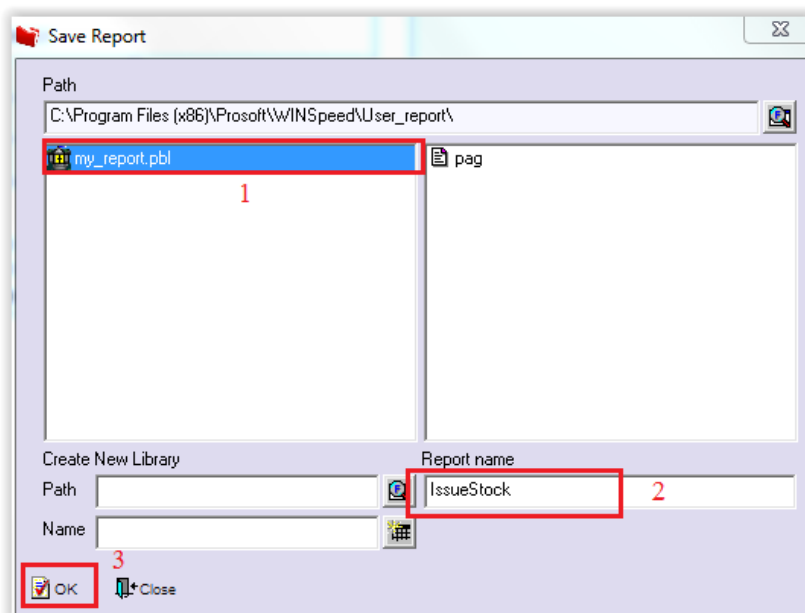 Save Report
Path
C:\Program Files (x86)\Prosoft\WINSpeed\User_report\
my_report.pbl
pag
1
Create New Library
Report name
Path
IssueStock
2
Name
3
OK
Close